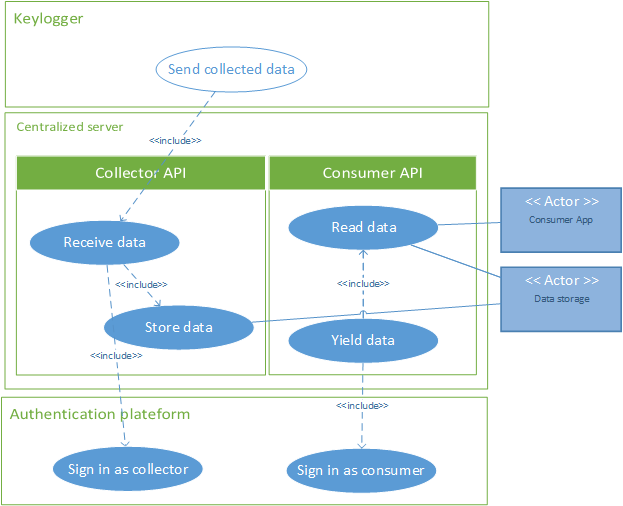 Keylogger
Send collected data
Centralized server
<<include>>
Collector API
Consumer API
<< Actor >>
Consumer App
Read data
Receive data
<< Actor >>
Data storage
<<include>>
<<include>>
Store data
Yield data
<<include>>
<<include>>
Authentication plateform
Sign in as collector
Sign in as consumer